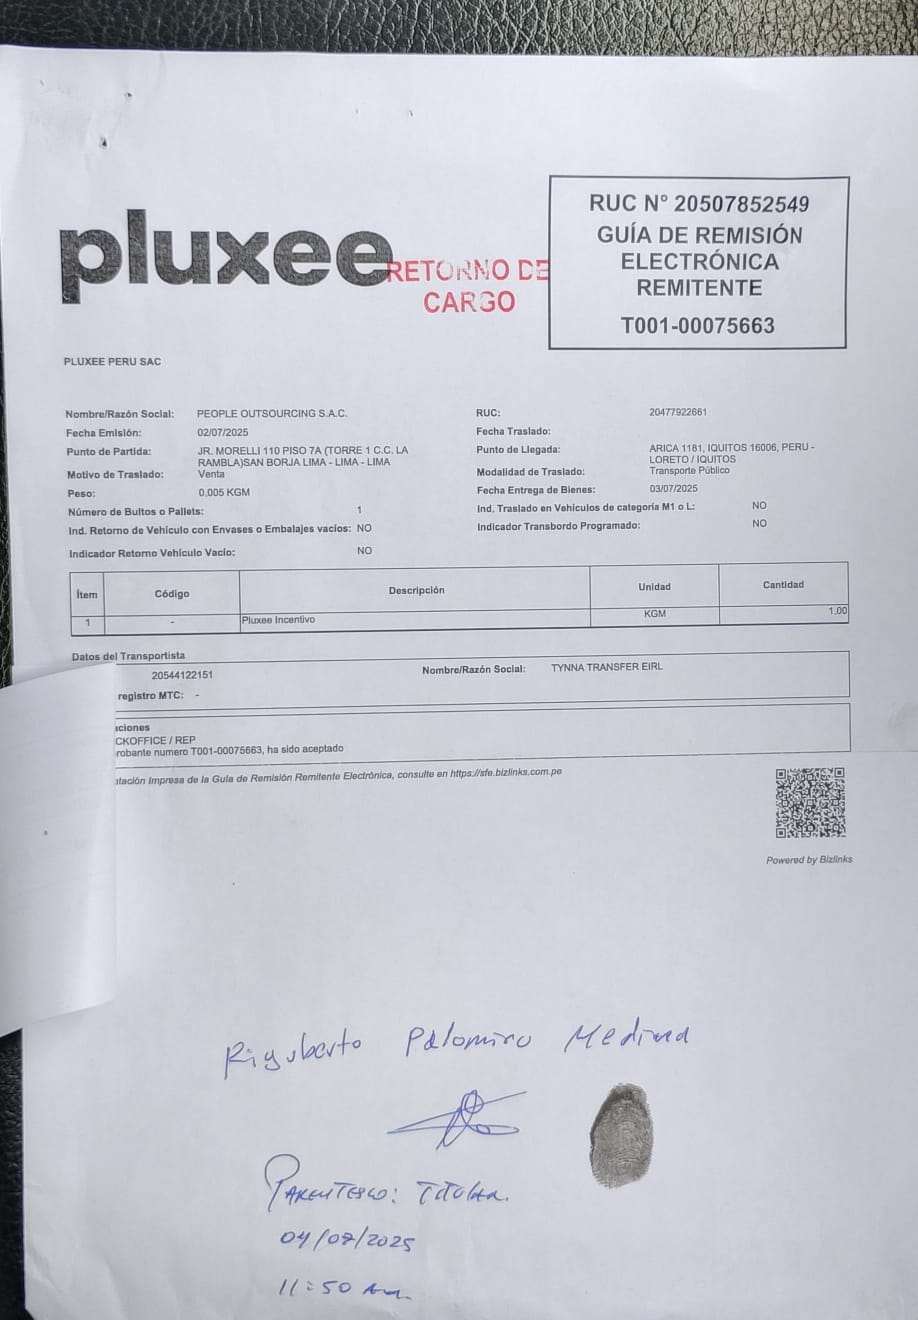 pluxee
RETORNO DE
CARGO
RUC Nº 20507852549
GUÍA DE REMISIÓN
ELECTRÓNICA
REMITENTE
T001-00075663
PLUXEE PERU SAC
Nombre/Razón Social: PEOPLE OUTSOURCING S.A.C.
Fecha Emisión: 02/07/2025
Punto de Partida: JR. MORELLI 110 PISO 7A (TORRE 1 C.C. LA
RAMBLA)SAN BORJA LIMA - LIMA - LIMA
Motivo de Traslado: Venta
Peso: 0.005 KGM
Número de Bultos o Pallets: 1
Ind. Retorno de Vehículo con Envases o Embalajes vacíos: NO
Indicador Retorno Vehículo Vacío: NO
RUC: 20477922661
Fecha Traslado:
Punto de Llegada: ARICA 1181, IQUITOS 16006, PERU -
LORETO / IQUITOS
Modalidad de Traslado: Transporte Público
Fecha Entrega de Bienes: 03/07/2025
Ind. Traslado en Vehículos de categoría M1 o L: NO
Indicador Transbordo Programado: NO
Ítem Código Descripción Unidad Cantidad
1 - Pluxee Incentivo KGM 1,00
Datos del Transportista
20544122151 Nombre/Razón Social: TYNNA TRANSFER EIRL
registro MTC: -
ciones
CKOFFICE / REP
robante numero T001-00075663, ha sido aceptado
tación Impresa de la Guía de Remisión Remitente Electrónica, consulte en https://sfe.bizlinks.com.pe
Powered by Bizlinks
Riguberto Palomino Medina
Parentesco: Titular.
04/07/2025
11:50 Am.